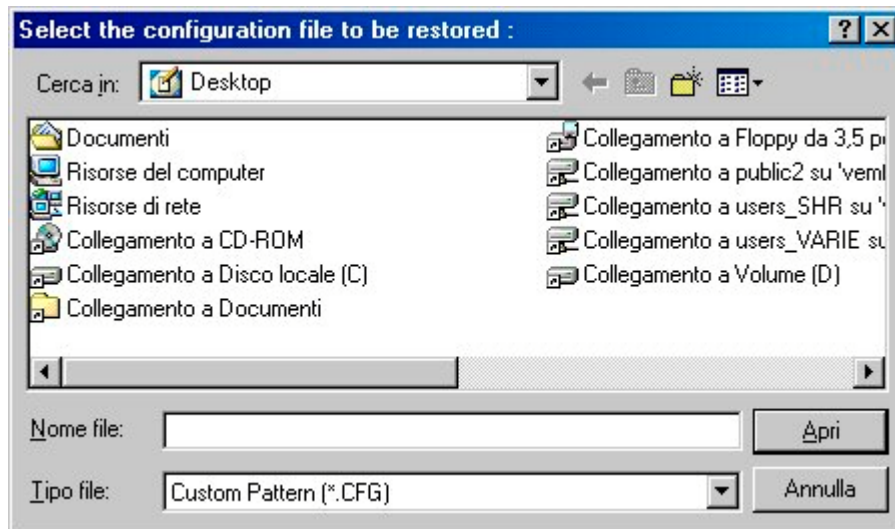 Select the configuration file to be restored :
Cerca in: Desktop
Documenti
Risorse del computer
Risorse di rete
Collegamento a CD-ROM
Collegamento a Disco locale (C)
Collegamento a Documenti
Collegamento a Floppy da 3,5
Collegamento a public2 su
Collegamento a users_SHR su
Collegamento a users_VARIE su
Collegamento a Volume (D)
Nome file:
Apri
Tipo file: Custom Pattern (*.CFG)
Annulla